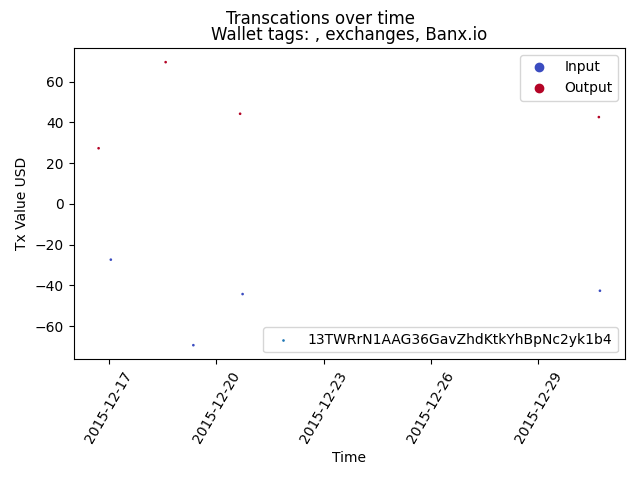 Transcations over time
Wallet tags: , exchanges, Banx.io
Input
Output
60
40
20
0
−20
−40
−60
Tx Value USD
13TWRrN1AAG36GavZhdKtkYhBpNc2yk1b4
2015-12-17
2015-12-20
2015-12-23
2015-12-26
2015-12-29
Time